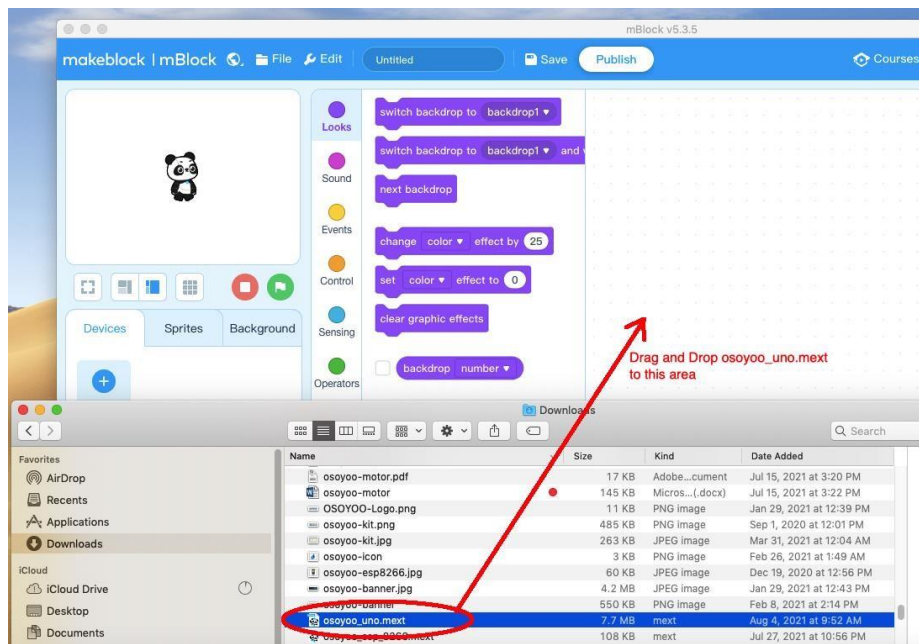 mBlock v5.3.5
makeblock | mBlock File Edit Untitled Save Publish Courses
Looks
Sound
Events
Control
Sensing
Operators
switch backdrop to backdrop1
switch backdrop to backdrop1 and
next backdrop
change color effect by 25
set color effect to 0
clear graphic effects
backdrop number
Devices Sprites Background
Drag and Drop osoyoo_uno.mext
to this area
Downloads
Search
Favorites
AirDrop
Recents
Applications
Downloads
iCloud
iCloud Drive
Desktop
Documents
Name Size Kind Date Added
osoyoo-motor.pdf 17 KB Adobe...cument Jul 15, 2021 at 3:20 PM
osoyoo-motor 145 KB Micros...(.docx) Jul 15, 2021 at 3:22 PM
OSOYOO-Logo.png 11 KB PNG image Jan 29, 2021 at 12:39 PM
osoyoo-kit.png 485 KB PNG image Sep 1, 2020 at 12:01 PM
osoyoo-kit.jpg 263 KB JPEG image Mar 31, 2021 at 12:04 AM
osoyoo-icon 3 KB PNG image Feb 26, 2021 at 1:49 AM
osoyoo-esp8266.jpg 60 KB JPEG image Dec 19, 2020 at 12:56 PM
osoyoo-banner.jpg 4.2 MB JPEG image Jan 29, 2021 at 12:43 PM
osoyoo-banner 550 KB PNG image Feb 8, 2021 at 2:14 PM
osoyoo_uno.mext 7.7 MB mext Aug 4, 2021 at 9:52 AM
osoyoo_esp_8266.mext 108 KB mext Jul 27, 2021 at 10:56 PM